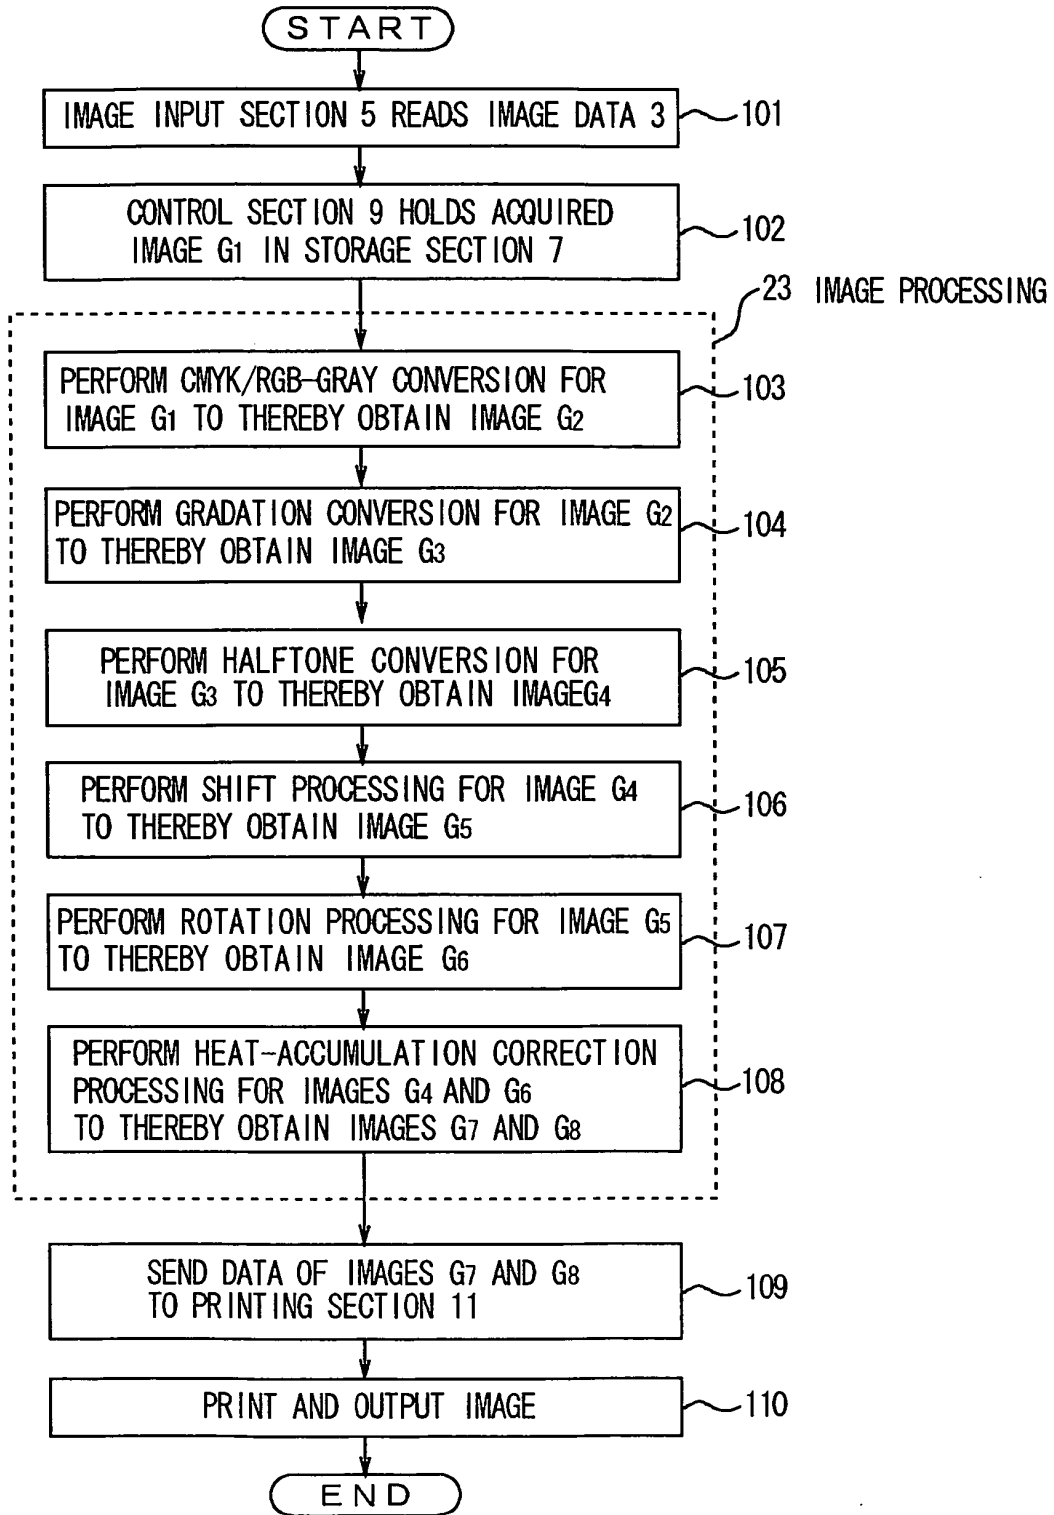 START
IMAGE INPUT SECTION 5 READS IMAGE DATA 3
101
CONTROL SECTION 9 HOLDS ACQUIRED
IMAGE G1 IN STORAGE SECTION 7
102
23 IMAGE PROCESSING
PERFORM CMYK/RGB-GRAY CONVERSION FOR
IMAGE G1 TO THEREBY OBTAIN IMAGE G2
103
PERFORM GRADATION CONVERSION FOR IMAGE G2
TO THEREBY OBTAIN IMAGE G3
104
PERFORM HALFTONE CONVERSION FOR
IMAGE G3 TO THEREBY OBTAIN IMAGEG4
105
PERFORM SHIFT PROCESSING FOR IMAGE G4
TO THEREBY OBTAIN IMAGE G5
106
PERFORM ROTATION PROCESSING FOR IMAGE G5
TO THEREBY OBTAIN IMAGE G6
107
PERFORM HEAT-ACCUMULATION CORRECTION
PROCESSING FOR IMAGES G4 AND G6
TO THEREBY OBTAIN IMAGES G7 AND G8
108
SEND DATA OF IMAGES G7 AND G8
TO PRINTING SECTION 11
109
PRINT AND OUTPUT IMAGE
110
END